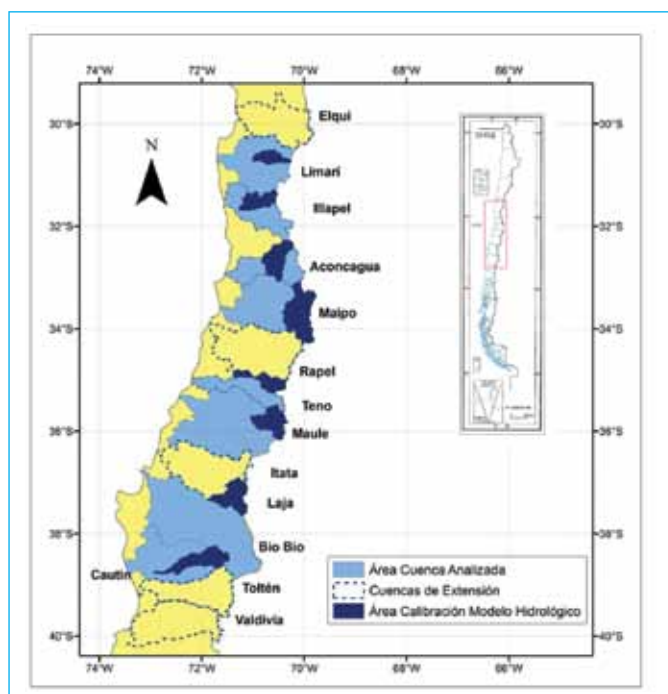 74°W 72°W 70°W 68°W 66°W
30°S 30°S
N
Elqui
Limarí
Illapel
32°S 32°S
Aconcagua
Maipo
34°S 34°S
Rapel
Teno
36°S 36°S
Maule
Itata
Laja
38°S 38°S
Bio Bio
Cautín
Toltén
Valdivia
Área Cuenca Analizada
Cuencas de Extensión
Área Calibración Modelo Hidrológico
40°S 40°S
74°W 72°W 70°W 68°W 66°W